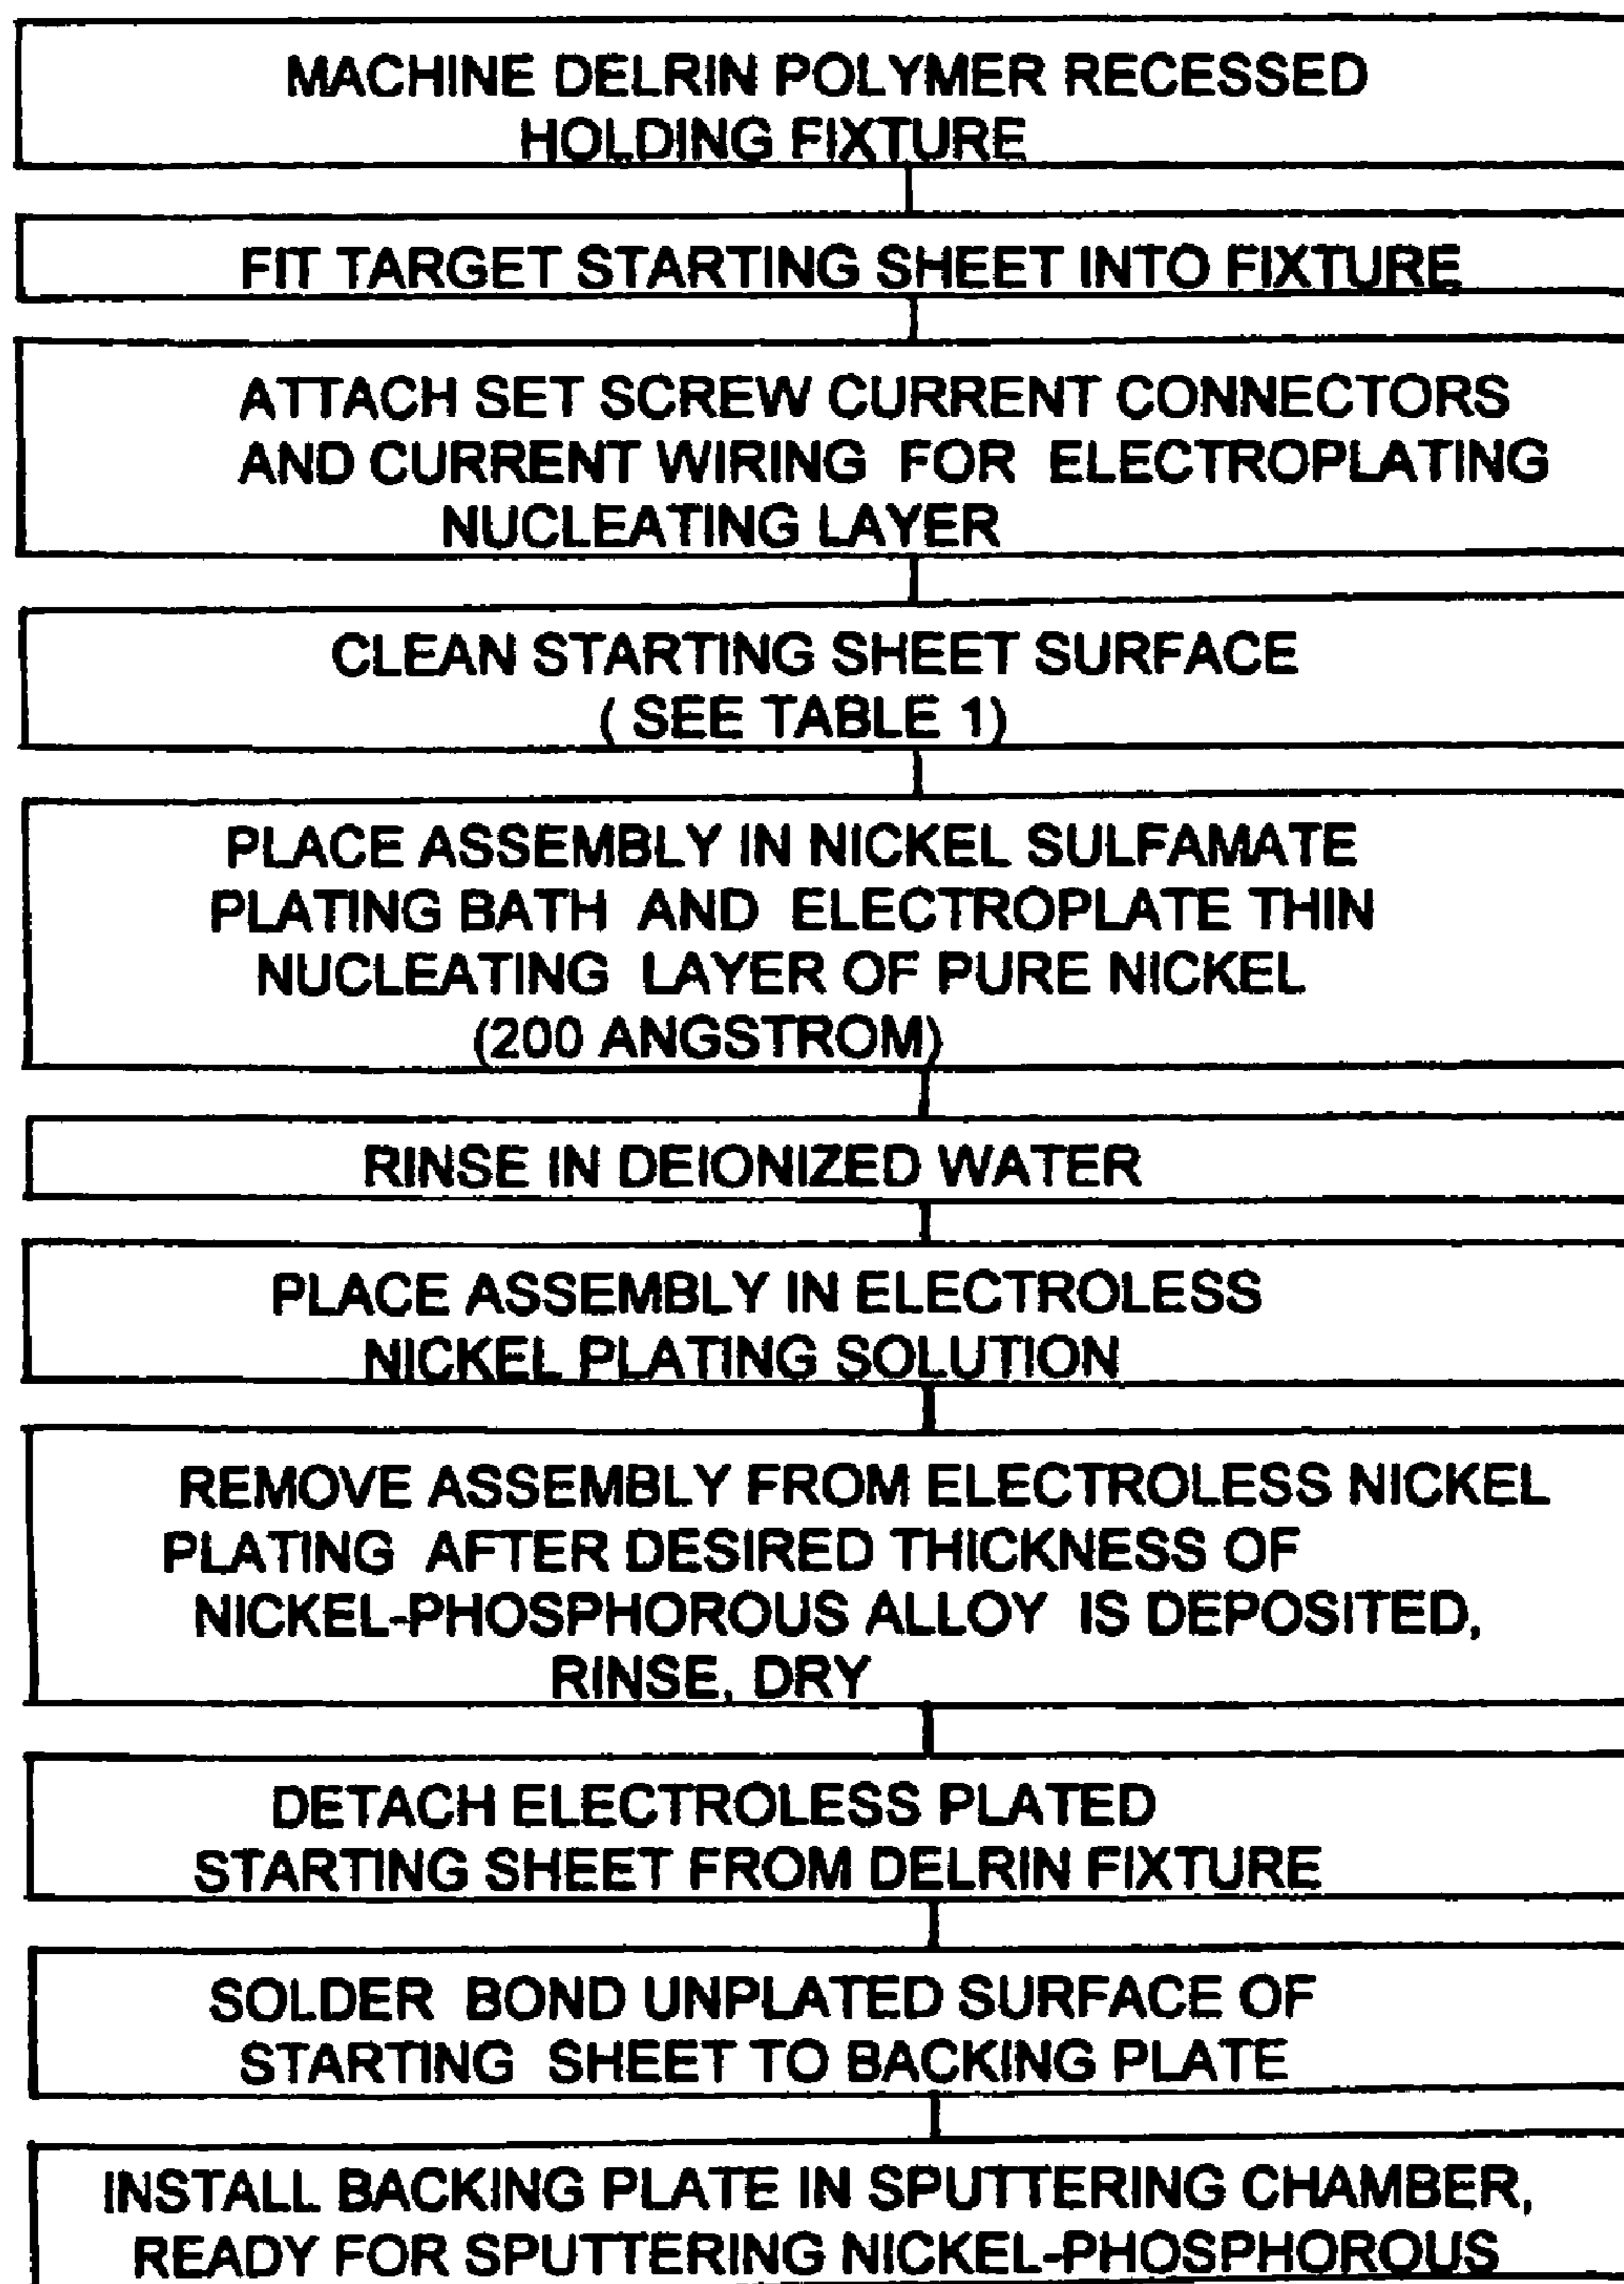 MACHINE DELRIN POLYMER RECESSED
HOLDING FIXTURE
FIT TARGET STARTING SHEET INTO FIXTURE
ATTACH SET SCREW CURRENT CONNECTORS
AND CURRENT WIRING FOR ELECTROPLATING
NUCLEATING LAYER
CLEAN STARTING SHEET SURFACE
( SEE TABLE 1)
PLACE ASSEMBLY IN NICKEL SULFAMATE
PLATING BATH AND ELECTROPLATE THIN
NUCLEATING LAYER OF PURE NICKEL
(200 ANGSTROM)
RINSE IN DEIONIZED WATER
PLACE ASSEMBLY IN ELECTROLESS
NICKEL PLATING SOLUTION
REMOVE ASSEMBLY FROM ELECTROLESS NICKEL
PLATING AFTER DESIRED THICKNESS OF
NICKEL-PHOSPHOROUS ALLOY IS DEPOSITED,
RINSE, DRY
DETACH ELECTROLESS PLATED
STARTING SHEET FROM DELRIN FIXTURE
SOLDER BOND UNPLATED SURFACE OF
STARTING SHEET TO BACKING PLATE
INSTALL BACKING PLATE IN SPUTTERING CHAMBER,
READY FOR SPUTTERING NICKEL-PHOSPHOROUS